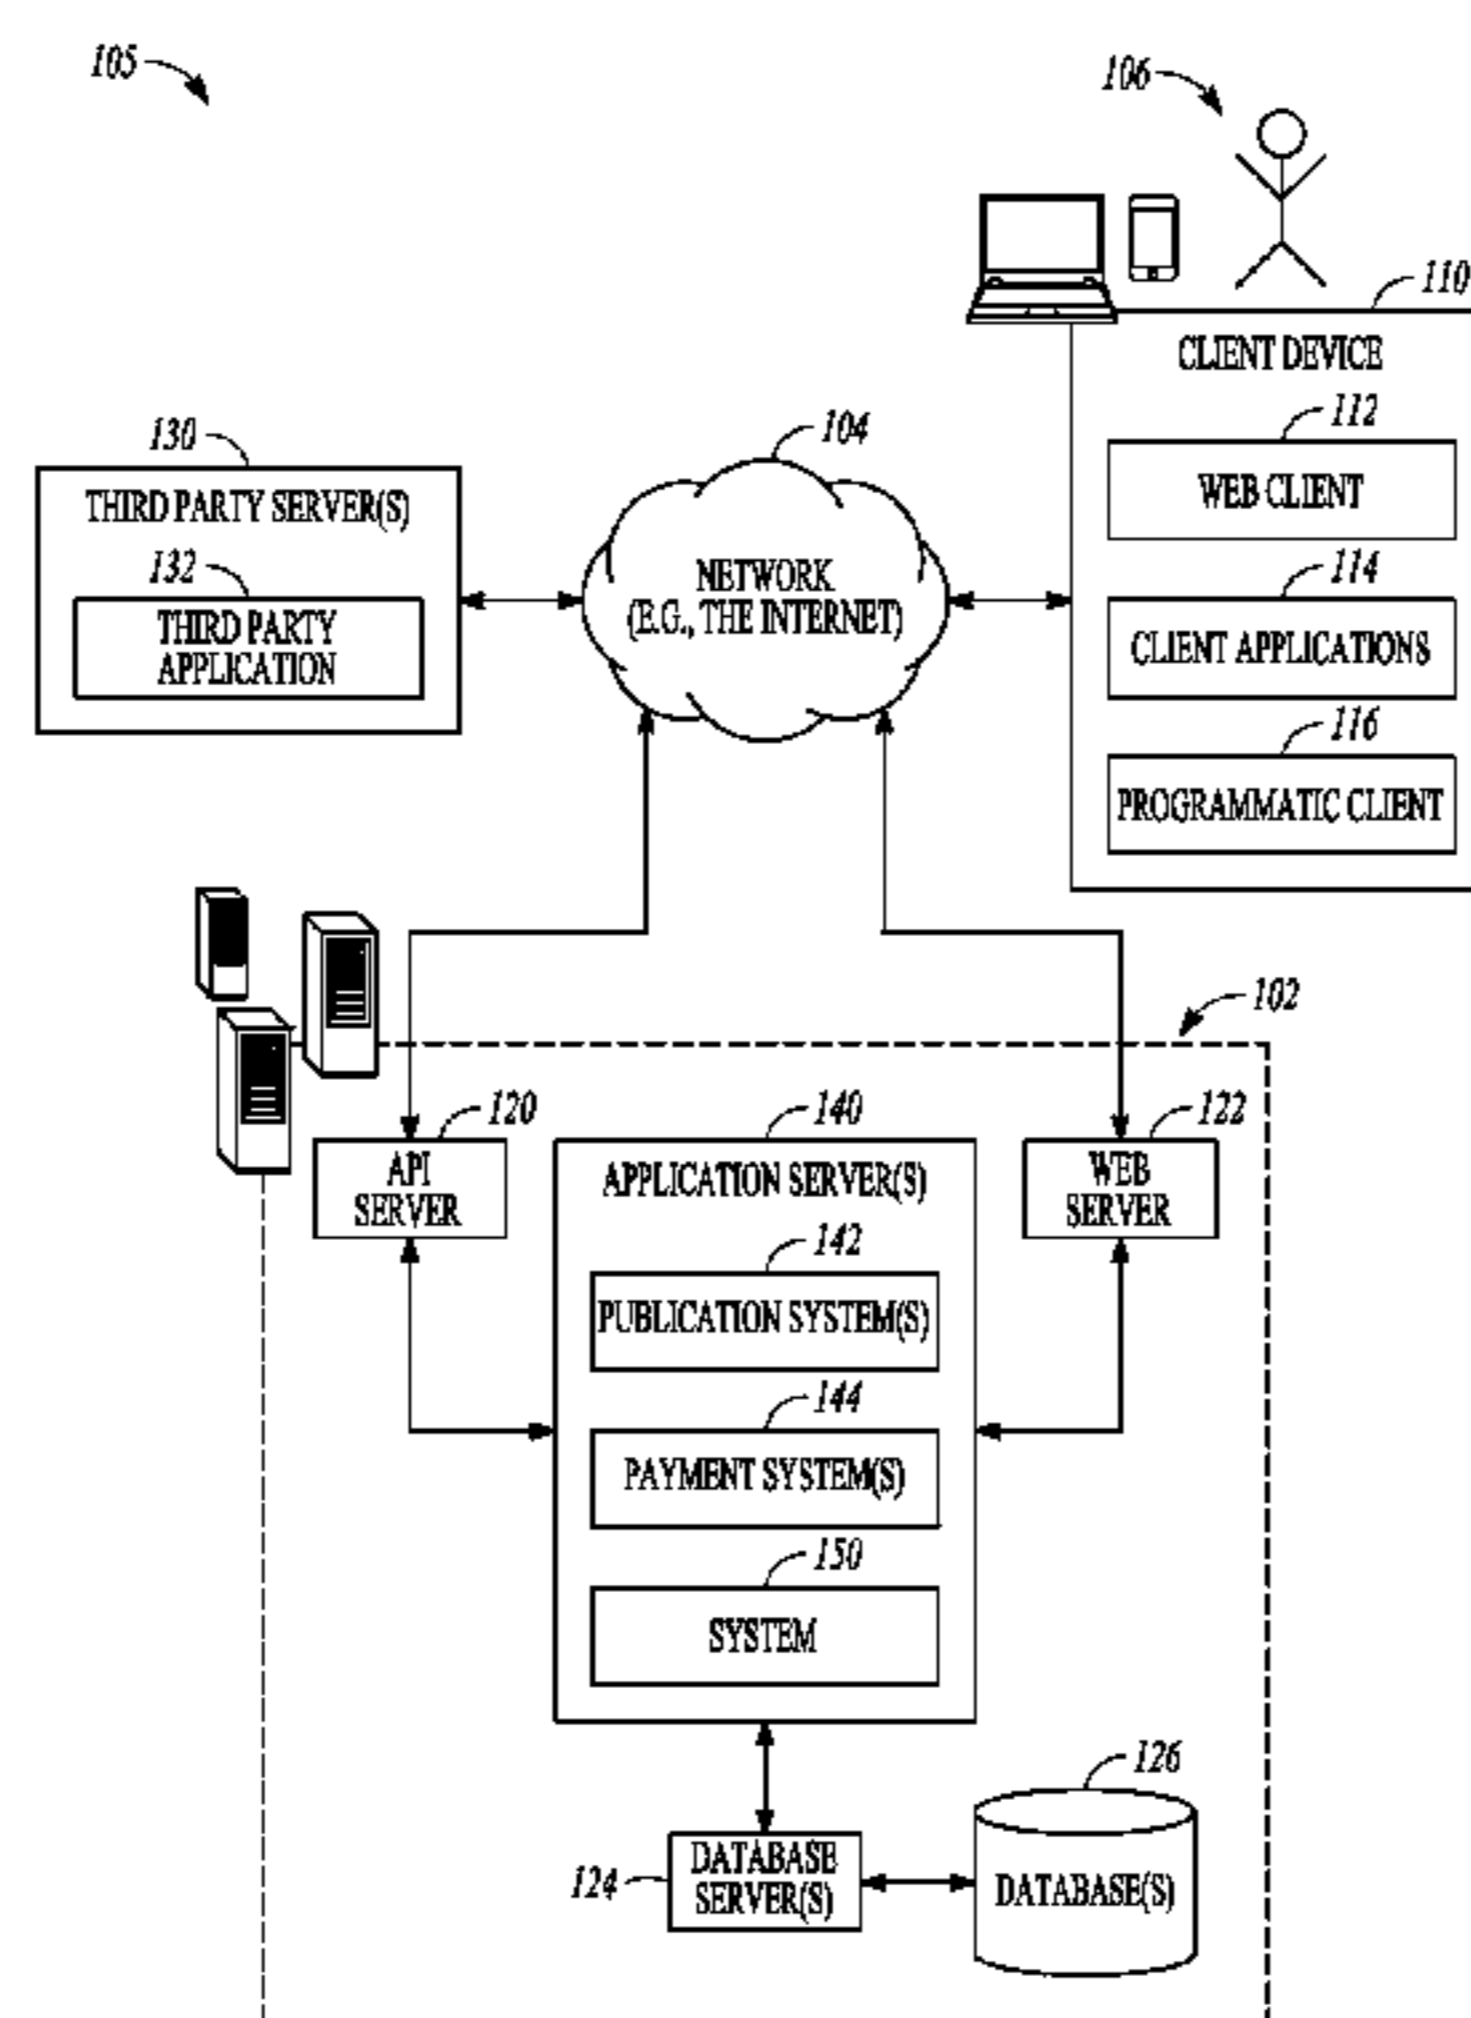 105
106
110
CLIENT DEVICE
112
WEB CLIENT
114
CLIENT APPLICATIONS
116
PROGRAMMATIC CLIENT
104
NETWORK
(E.G., THE INTERNET)
130
THIRD PARTY SERVER(S)
132
THIRD PARTY
APPLICATION
102
120
API
SERVER
140
APPLICATION SERVER(S)
142
PUBLICATION SYSTEM(S)
144
PAYMENT SYSTEM(S)
150
SYSTEM
122
WEB
SERVER
124
DATABASE
SERVER(S)
126
DATABASE(S)